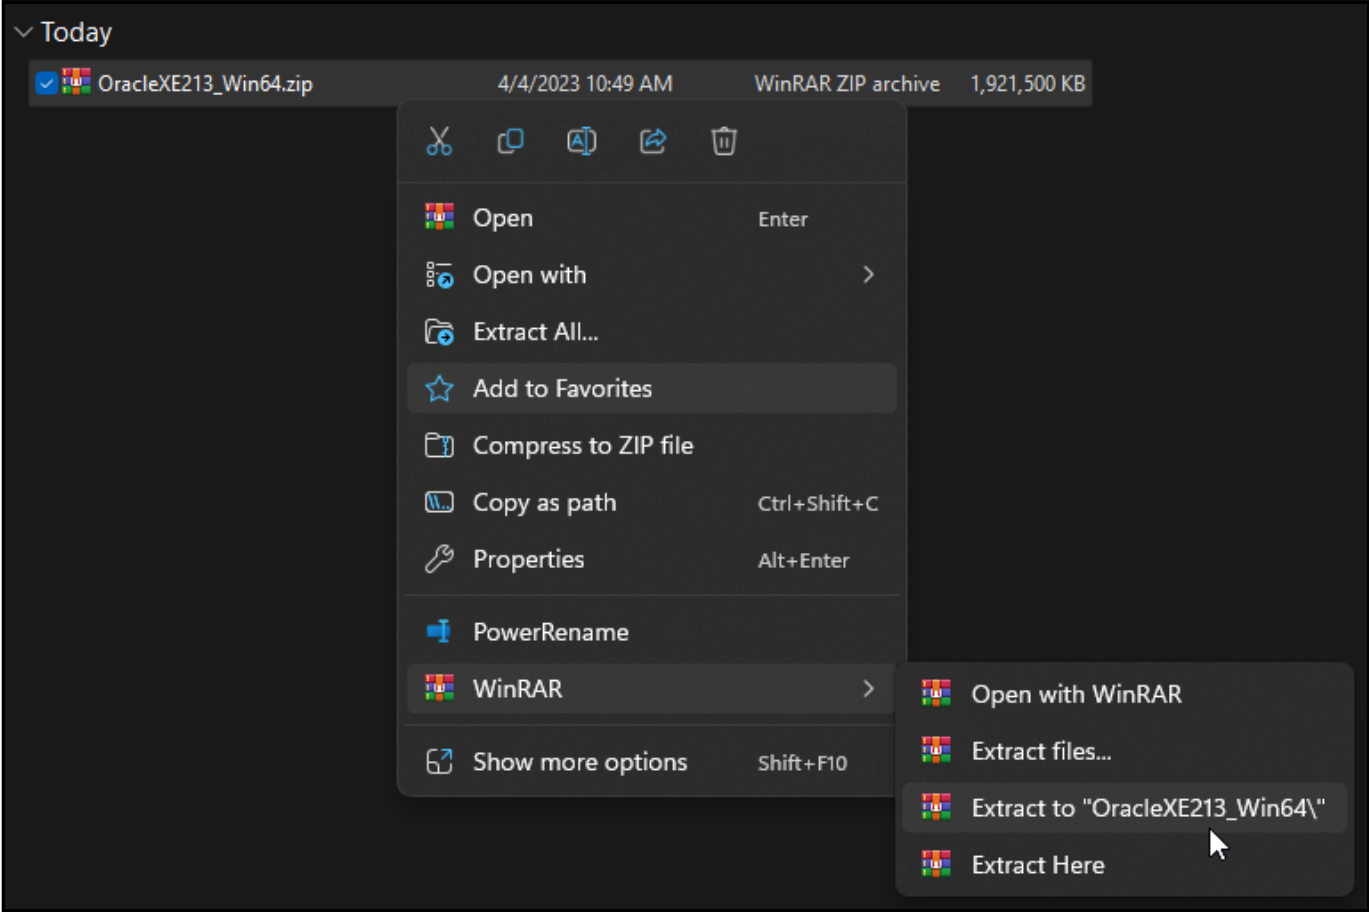 Today
OracleXE213_Win64.zip 4/4/2023 10:49 AM WinRAR ZIP archive 1,921,500 KB
Open Enter
Open with
Extract All...
Add to Favorites
Compress to ZIP file
Copy as path Ctrl+Shift+C
Properties Alt+Enter
PowerRename
WinRAR
Show more options Shift+F10
Open with WinRAR
Extract files...
Extract to "OracleXE213_Win64\"
Extract Here